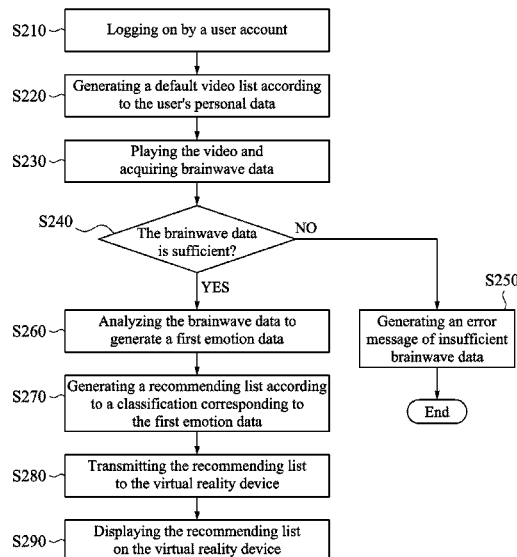 S210
Logging on by a user account
S220
Generating a default video list according
to the user's personal data
S230
Playing the video and
acquiring brainwave data
S240
The brainwave data
is sufficient?
NO
YES
S250
Generating an error
message of insufficient
brainwave data
End
S260
Analyzing the brainwave data to
generate a first emotion data
S270
Generating a recommending list according
to a classification corresponding to
the first emotion data
S280
Transmitting the recommending list
to the virtual reality device
S290
Displaying the recommending list
on the virtual reality device